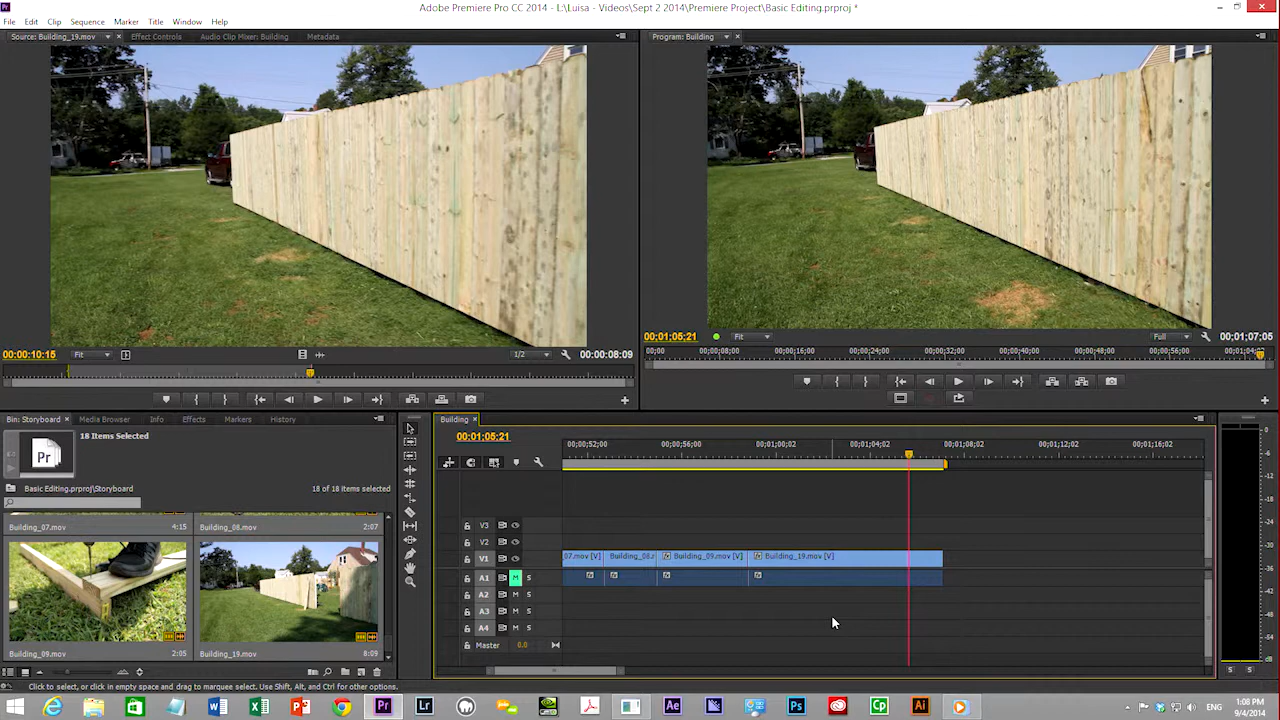 Adobe Premiere Pro CC 2014 - L:\Luisa - Videos\Sept 2 2014\Premiere Project\Basic Editing.prproj *
File Edit Clip Sequence Marker Title Window Help
Source: Building_19.mov Effect Controls Audio Clip Mixer: Building Metadata
Program: Building
00:00:10:15 Fit 1/2 00:00:08:09
00:01:05:21 Fit Full 00:01:07:05
00;00 00;00;08;00 00;00;16;00 00;00;24;00 00;00;32;00 00;00;40;00 00;00;48;00 00;00;56;00 00;01;04;0
Bin: Storyboard Media Browser Info Effects Markers History
18 Items Selected
Basic Editing.prproj\Storyboard 18 of 18 items selected
Building_07.mov 4:15 Building_08.mov 2:07
Building_09.mov 2:05 Building_19.mov 8:09
Building
00:01:05:21
00;00;52;00 00;00;56;00 00;01;00;02 00;01;04;02 00;01;08;02 00;01;12;02 00;01;16;02
V3
V2
V1 07.mov [V] Building_08.r Building_09.mov [V] Building_19.mov [V]
A1 M S
A2 M S
A3 M S
A4 M S
Master 0.0
S S
Click to select, or click in empty space and drag to marquee select. Use Shift, Alt, and Ctrl for other options.
ENG 1:08 PM
9/4/2014